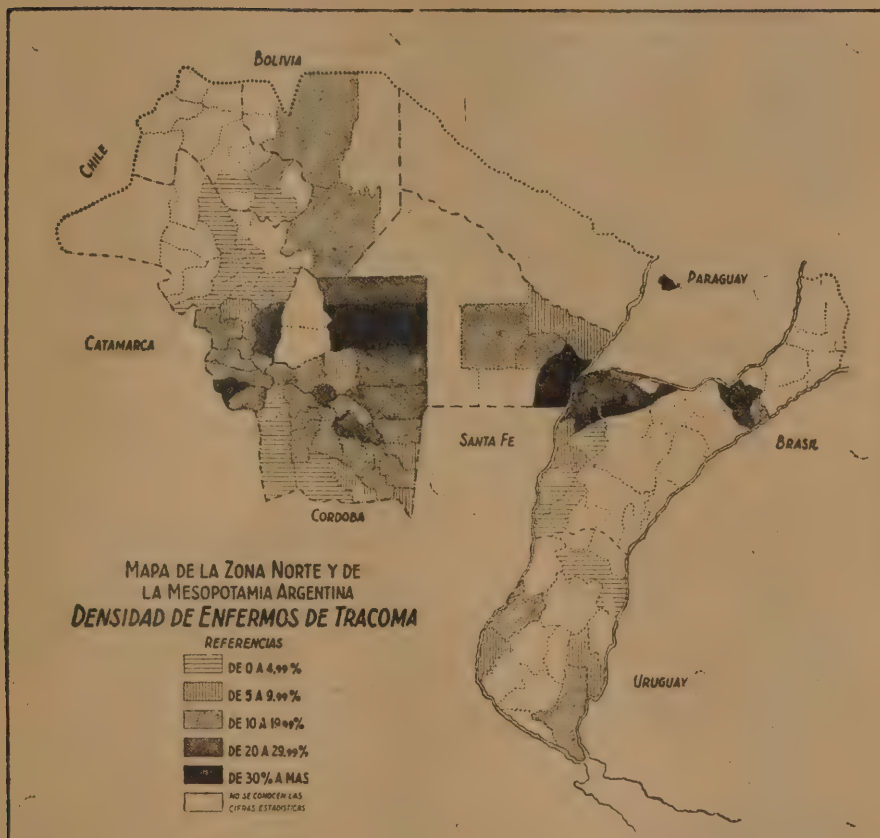 BOLIVIA
CHILE
PARAGUAY
CATAMARCA
SANTA FE
BRASIL
CORDOBA
MAPA DE LA ZONA NORTE Y DE
LA MESOPOTAMIA ARGENTINA
DENSIDAD DE ENFERMOS DE TRACOMA
REFERENCIAS
DE 0 A 4,99%
DE 5 A 9.99%
DE 10 A 19.99%
DE 20 A 29.99%
DE 30% A MAS
NO SE CONOCEN LAS
CIFRAS ESTADISTICAS
URUGUAY